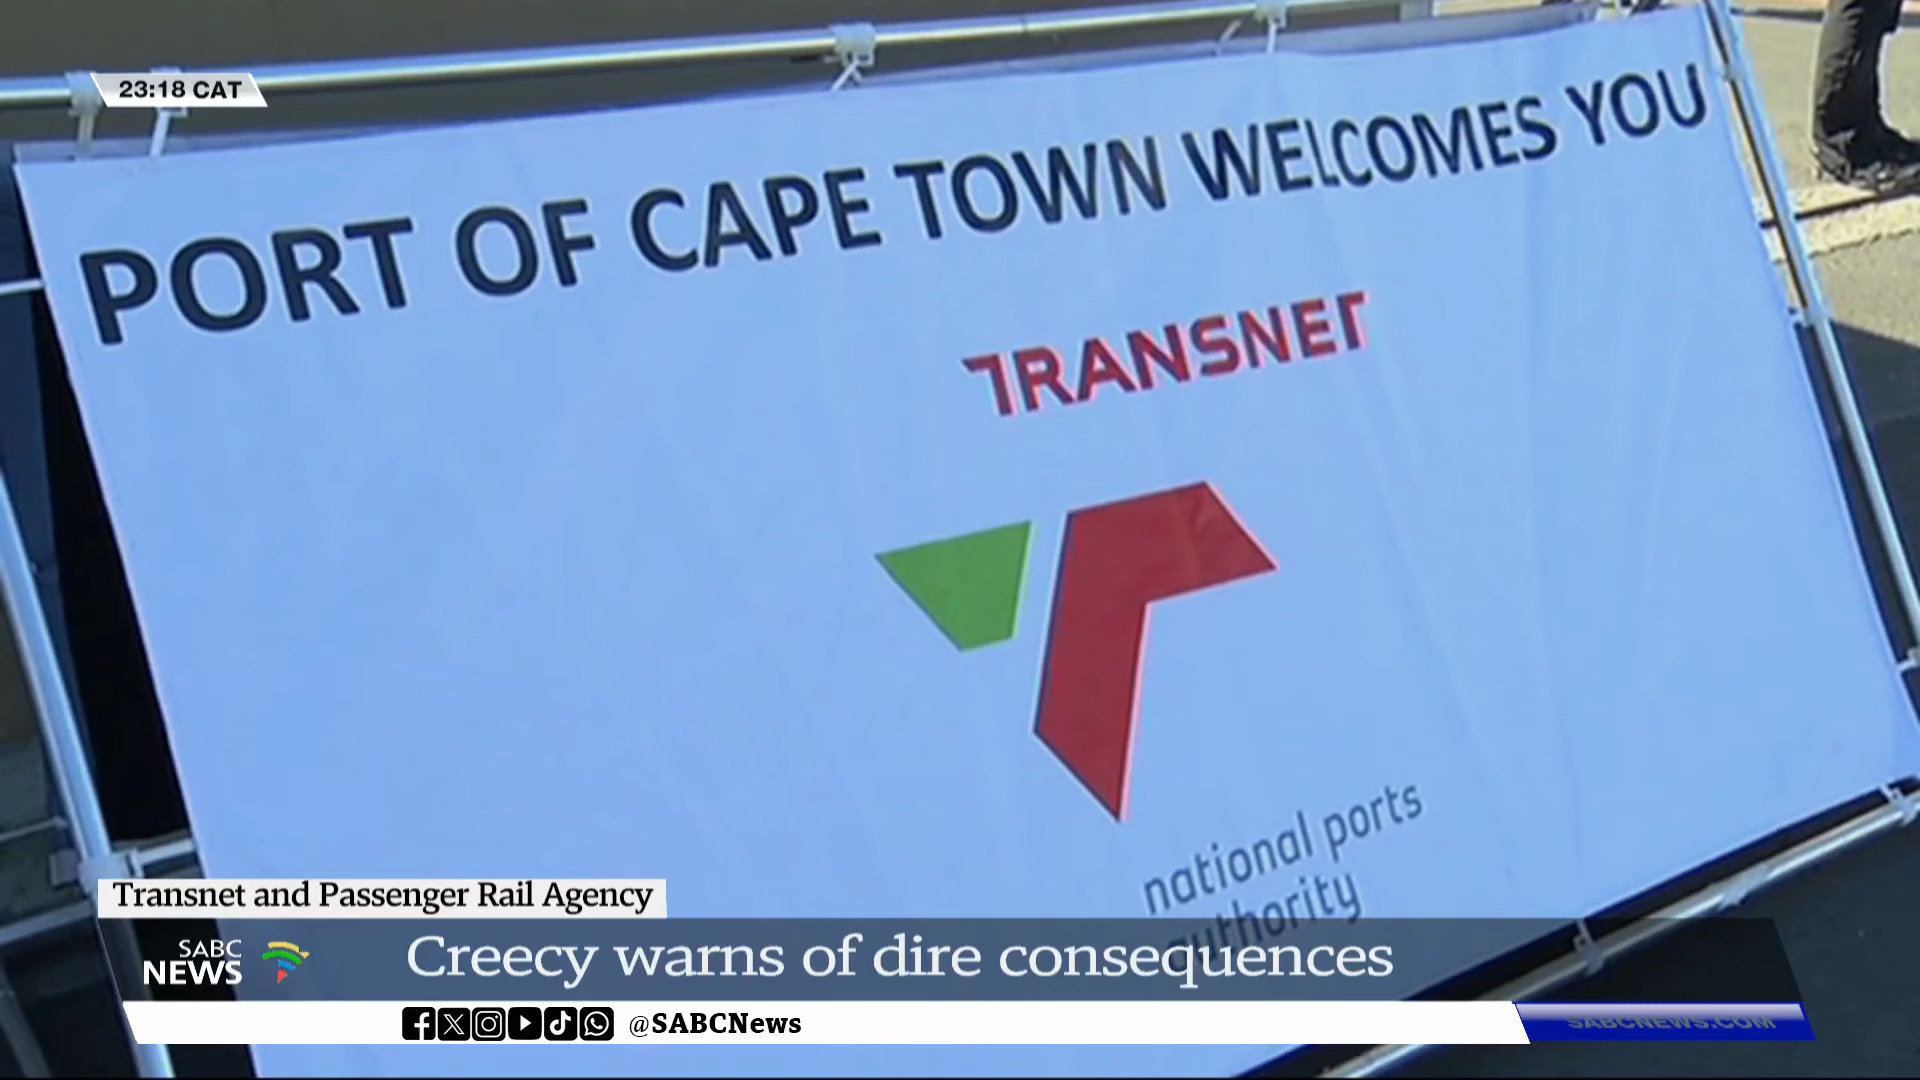 23:18 CAT
PORT OF CAPE TOWN WELCOMES YOU
TRANSNET
national ports
authority
Transnet and Passenger Rail Agency
SABC
NEWS
Creecy warns of dire consequences
@SABCNews
SABCNEWS.COM